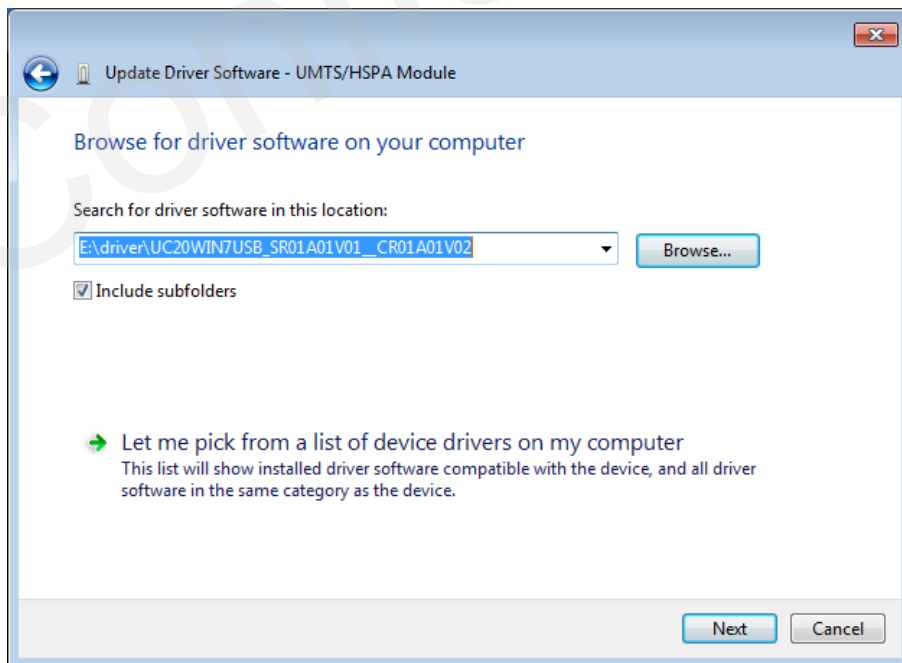 Update Driver Software - UMTS/HSPA Module
Browse for driver software on your computer
Search for driver software in this location:
E:\driver\UC20WIN7USB_SR01A01V01__CR01A01V02
Browse...
Include subfolders
Let me pick from a list of device drivers on my computer
This list will show installed driver software compatible with the device, and all driver
software in the same category as the device.
Next
Cancel